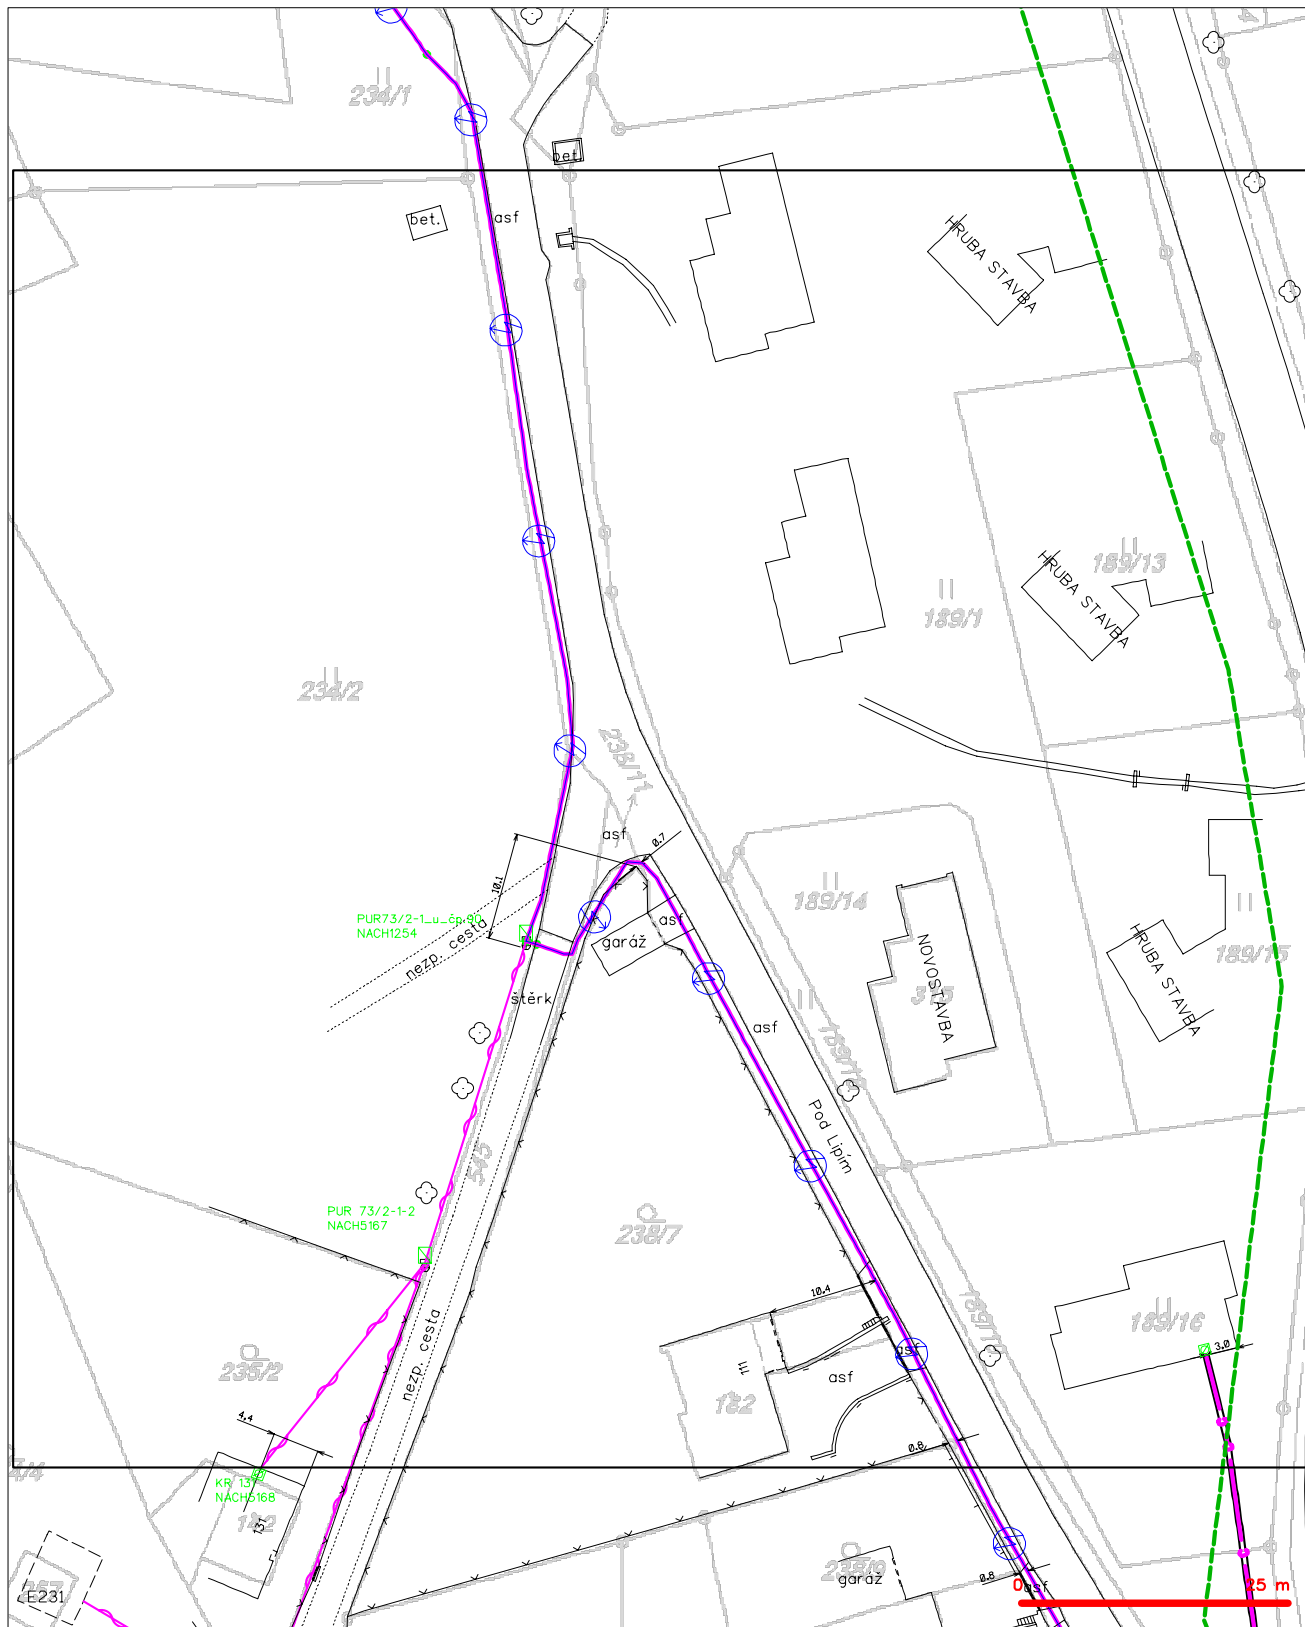 234/1
bet.
bet.
asf
HRUBA STAVBA
HRUBA STAVBA
189/13
189/1
234/2
238/11
asf
0.7
10.1
189/14
PUR73/2-1_u_čp.90
NACH1254
nezp. cesta
asf
garáž
NOVOSTAVBA
HRUBA STAVBA
189/15
štěrk
asf
Pod Lipím
545
PUR 73/2-1-2
NACH5167
238/7
10.4
189/16
3.0
nezp. cesta
asf
asf
235/2
111
182
4.4
0.8
NACH5168
131
garáž
0.8
asf
E231
0
25 m